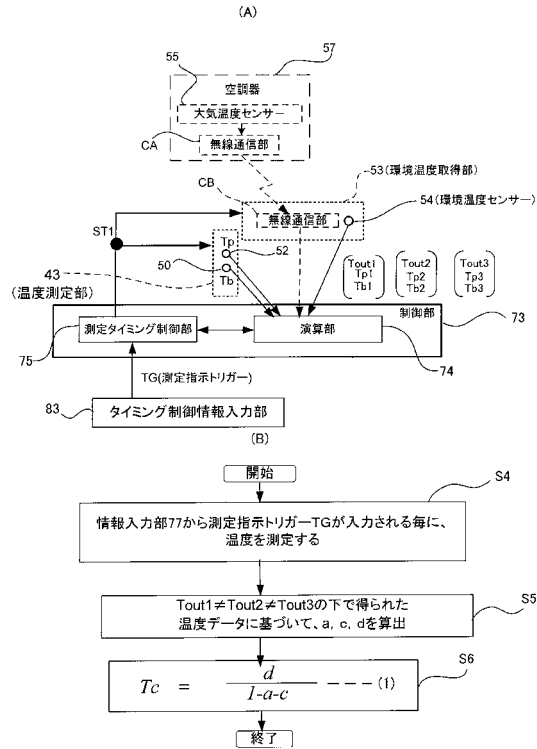 (A)
57
55
空調器
大気温度センサー
CA
無線通信部
53(環境温度取得部)
CB
無線通信部
54(環境温度センサー)
ST1
Tp
52
50
Tb
43
(温度測定部)
Tout1
Tp1
Tb1
Tout2
Tp2
Tb2
Tout3
Tp3
Tb3
制御部
73
測定タイミング制御部
演算部
75
74
TG(測定指示トリガー)
83
タイミング制御情報入力部
(B)
開始
S4
情報入力部77から測定指示トリガーTGが入力される毎に、
温度を測定する
S5
Tout1≠Tout2≠Tout3の下で得られた
温度データに基づいて、a, c, dを算出
S6
Tc = d / 1-a-c ---- (1)
終了